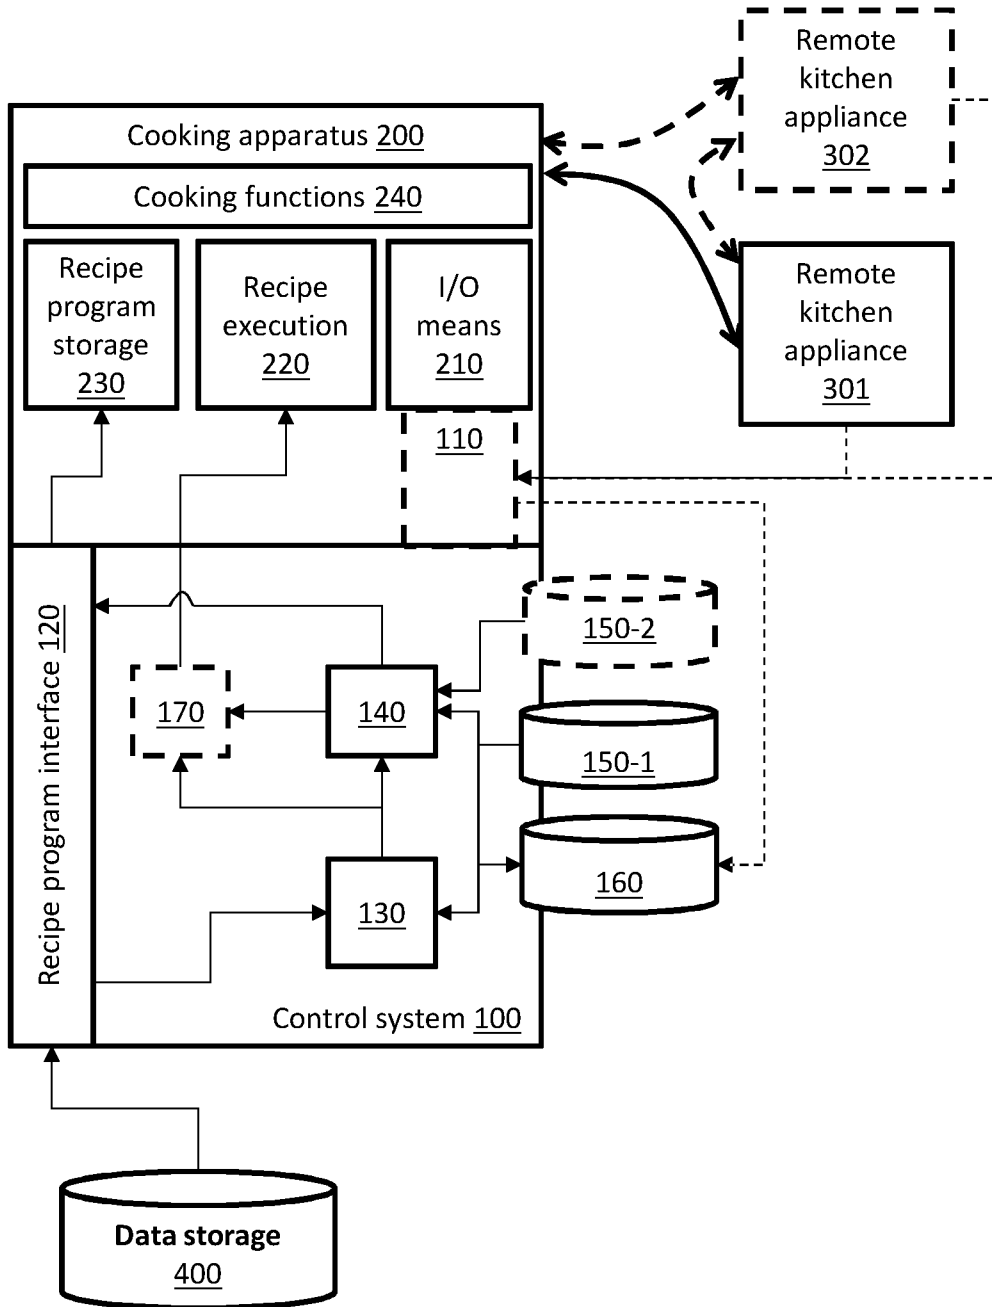 Remote
kitchen
appliance
302
Cooking apparatus 200
Cooking functions 240
Recipe
program
storage
230
Recipe
execution
220
I/O
means
210
Remote
kitchen
appliance
301
110
Recipe program interface 120
150-2
170
140
150-1
160
130
Control system 100
Data storage
400